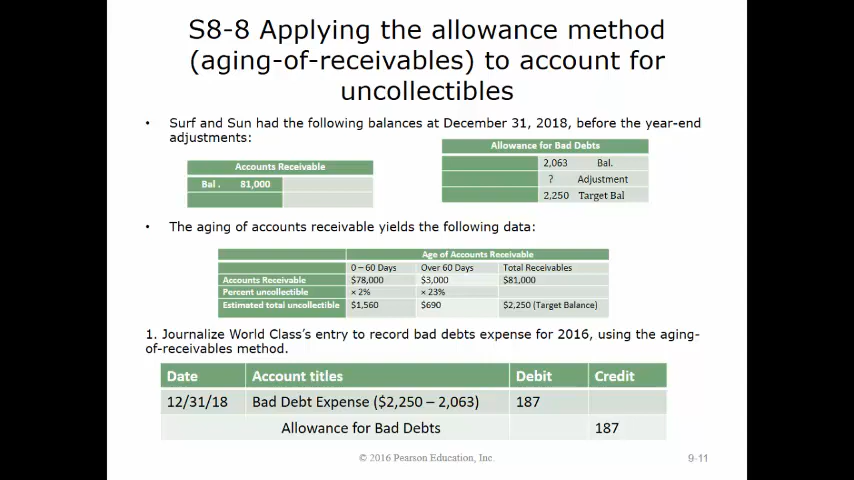 S8-8 Applying the allowance method
(aging-of-receivables) to account for
uncollectibles
• Surf and Sun had the following balances at December 31, 2018, before the year-end
adjustments:
Accounts Receivable
Bal. 81,000
Allowance for Bad Debts
2,063 Bal.
? Adjustment
2,250 Target Bal
• The aging of accounts receivable yields the following data:
Age of Accounts Receivable
0 – 60 Days Over 60 Days Total Receivables
Accounts Receivable $78,000 $3,000 $81,000
Percent uncollectible × 2% × 23%
Estimated total uncollectible $1,560 $690 $2,250 (Target Balance)
1. Journalize World Class's entry to record bad debts expense for 2016, using the aging-
of-receivables method.
Date Account titles Debit Credit
12/31/18 Bad Debt Expense ($2,250 – 2,063) 187
Allowance for Bad Debts 187
© 2016 Pearson Education, Inc. 9-11